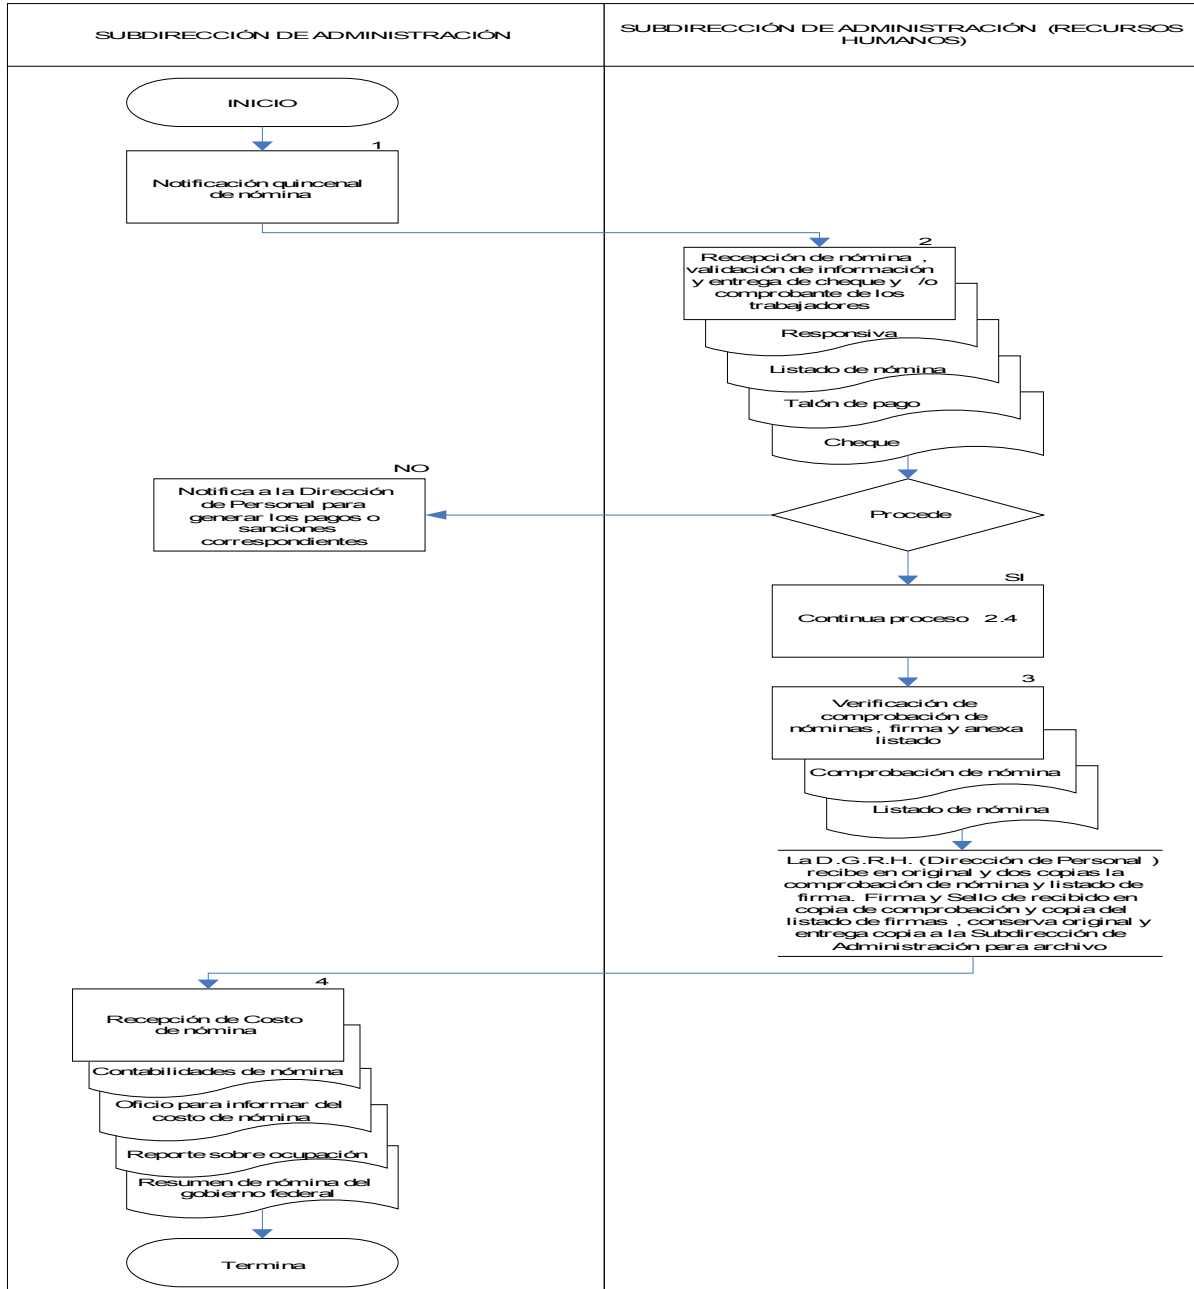 SUBDIRECCIÓN DE ADMINISTRACIÓN
SUBDIRECCIÓN DE ADMINISTRACIÓN (RECURSOS
HUMANOS)
INICIO
1
Notificación quincenal
de nómina
2
Recepción de nómina ,
validación de información
y entrega de cheque y /o
comprobante de los
trabajadores
Responsiva
Listado de nómina
Talón de pago
Cheque
NO
Notifica a la Dirección
de Personal para
generar los pagos o
sanciones
correspondientes
Procede
SI
Continua proceso 2.4
3
Verificación de
comprobación de
nóminas , firma y anexa
listado
Comprobación de nómina
Listado de nómina
La D.G.R.H. (Dirección de Personal )
recibe en original y dos copias la
comprobación de nómina y listado de
firma. Firma y Sello de recibido en
copia de comprobación y copia del
listado de firmas , conserva original y
entrega copia a la Subdirección de
Administración para archivo
4
Recepción de Costo
de nómina
Contabilidades de nómina
Oficio para informar del
costo de nómina
Reporte sobre ocupación
Resumen de nómina del
gobierno federal
Termina